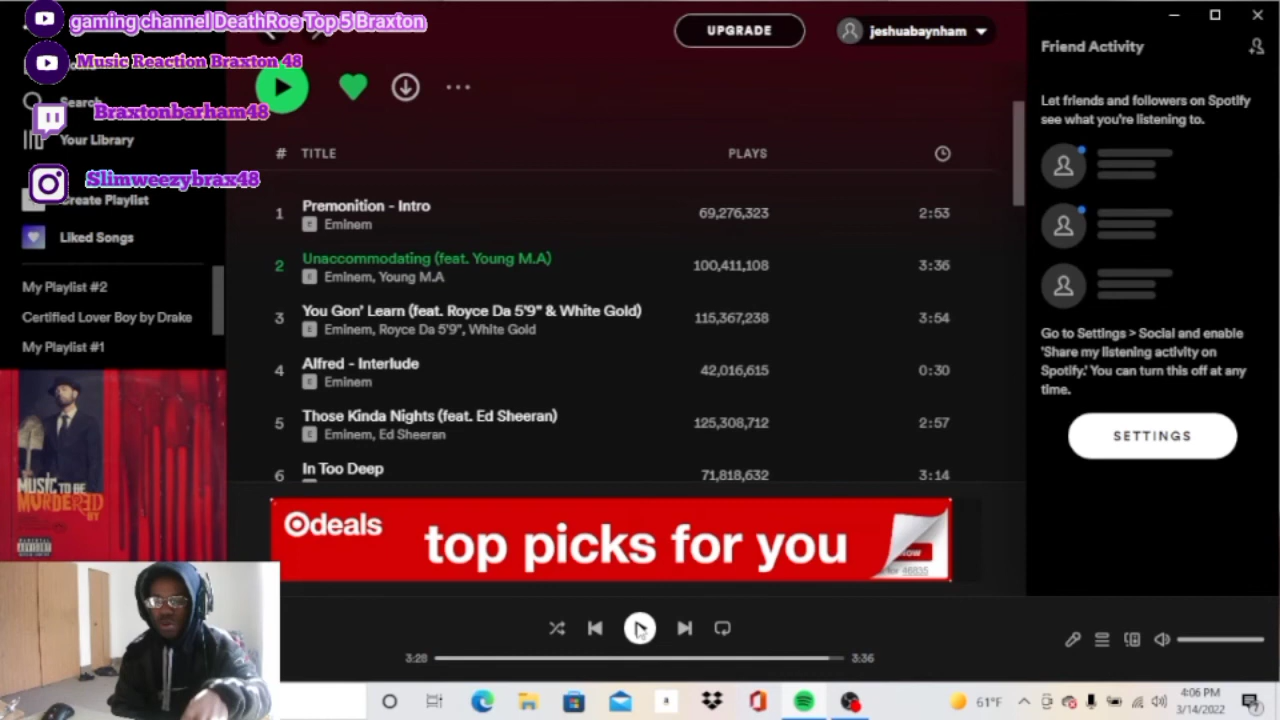 gaming channel DeathRoe Top 5 Braxton
Music Reaction Braxton 48
Braxtonbarham48
Slimweezybrax48
Search
Your Library
Create Playlist
Liked Songs
My Playlist #2
Certified Lover Boy by Drake
My Playlist #1
MUSIC TO BE
MURDERED
BY
UPGRADE
jeshuabaynham
# TITLE PLAYS
1 Premonition - Intro 69,276,323 2:53
E Eminem
2 Unaccommodating (feat. Young M.A) 100,411,108 3:36
E Eminem, Young M.A
3 You Gon' Learn (feat. Royce Da 5'9" & White Gold) 115,367,238 3:54
E Eminem, Royce Da 5'9", White Gold
4 Alfred - Interlude 42,016,615 0:30
E Eminem
5 Those Kinda Nights (feat. Ed Sheeran) 125,308,712 2:57
E Eminem, Ed Sheeran
6 In Too Deep 71,818,632 3:14
deals
top picks for you
46835
Friend Activity
Let friends and followers on Spotify
see what you're listening to.
Go to Settings > Social and enable
'Share my listening activity on
Spotify.' You can turn this off at any
time.
SETTINGS
3:28 3:36
61°F
4:06 PM
3/14/2022